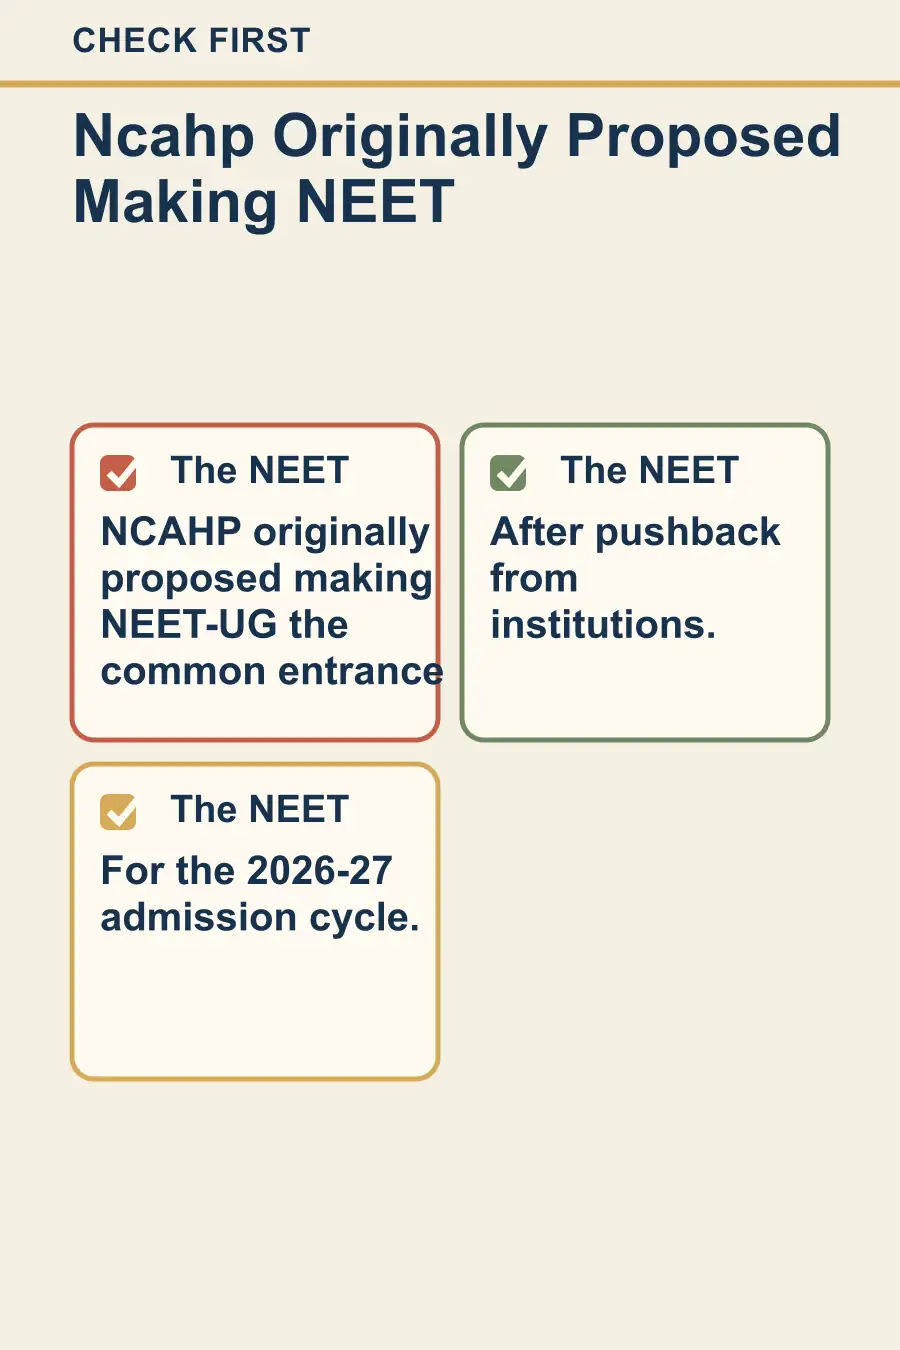 CHECK FIRST
Ncahp Originally Proposed
Making NEET
The NEET
NCAHP originally
proposed making
NEET-UG the
common entrance
The NEET
After pushback
from
institutions.
The NEET
For the 2026-27
admission cycle.